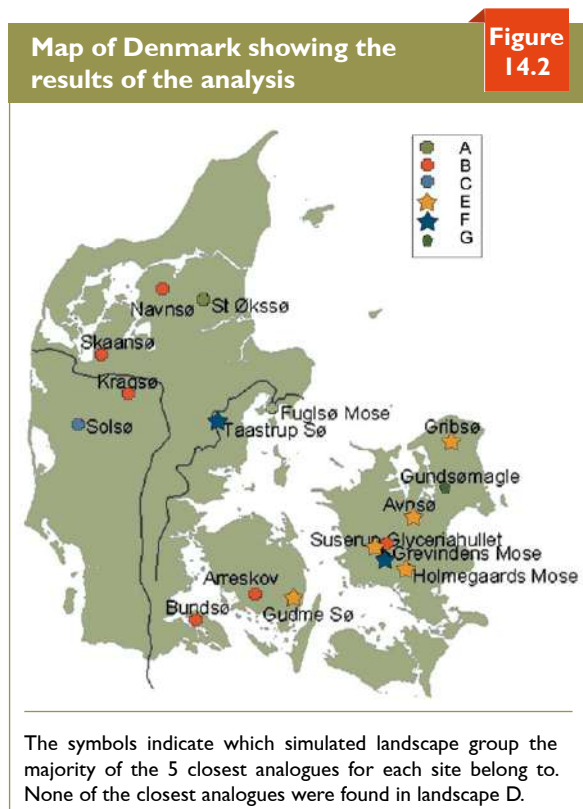 Map of Denmark showing the
results of the analysis
Figure
14.2
A
B
C
E
F
G
Navnsø
St Økssø
Skaansø
Kragsø
Solsø
Fuglsø Mose
Taastrup Sø
Gribsø
Gundsømagle
Avnsø
Suserup
Glyceriahullet
Grevindens Mose
Holmegaards Mose
Arreskov
Gudme Sø
Bundsø
The symbols indicate which simulated landscape group the
majority of the 5 closest analogues for each site belong to.
None of the closest analogues were found in landscape D.